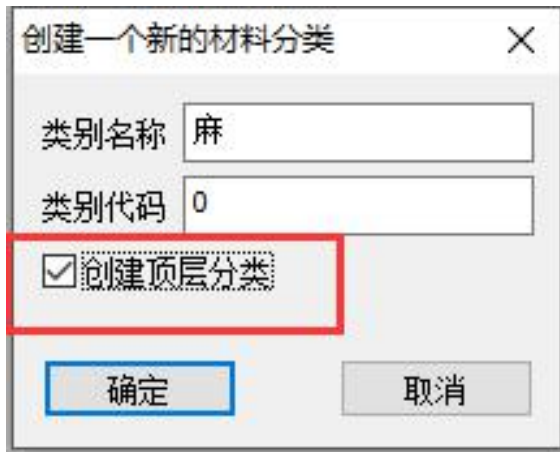 创建一个新的材料分类
类别名称 麻
类别代码 0
创建顶层分类
确定 取消